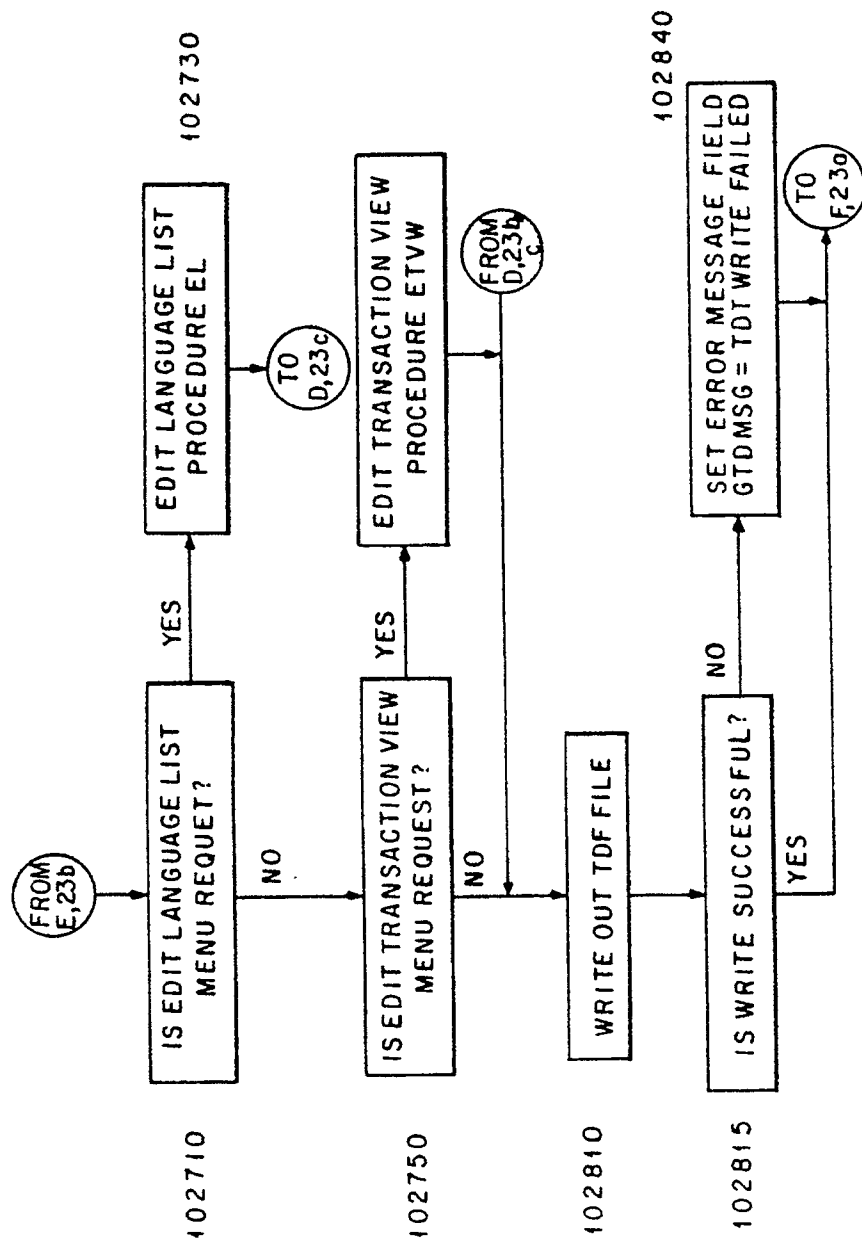 FROM
E,23b
102710
IS EDIT LANGUAGE LIST
MENU REQUET?
YES
EDIT LANGUAGE LIST
PROCEDURE EL
102730
TO
D,23c
NO
102750
IS EDIT TRANSACTION VIEW
MENU REQUEST?
YES
EDIT TRANSACTION VIEW
PROCEDURE ETVW
FROM
D,23b,
c
NO
102810
WRITE OUT TDF FILE
102815
IS WRITE SUCCESSFUL?
NO
SET ERROR MESSAGE FIELD
GTDMSG = TDT WRITE FAILED
102840
YES
TO
F,23a